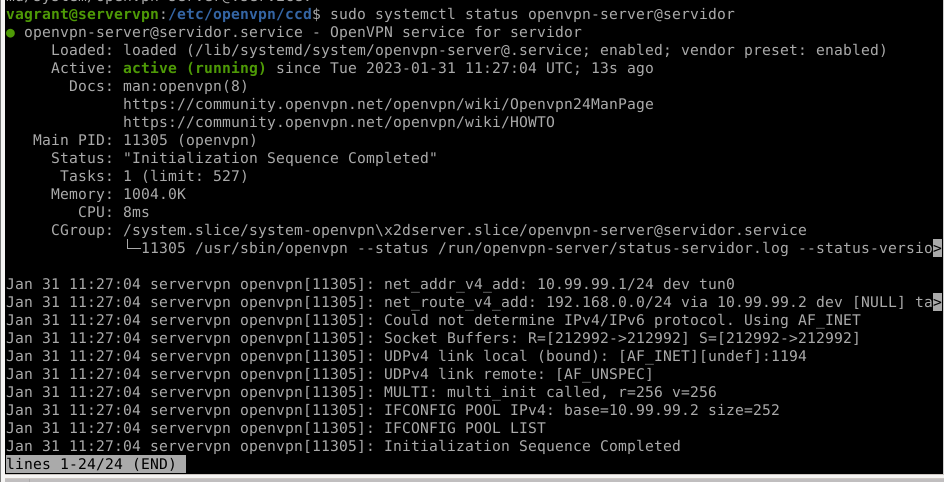 vagrant@servervpn:/etc/openvpn/ccd$ sudo systemctl status openvpn-server@servidor
● openvpn-server@servidor.service - OpenVPN service for servidor
     Loaded: loaded (/lib/systemd/system/openvpn-server@.service; enabled; vendor preset: enabled)
     Active: active (running) since Tue 2023-01-31 11:27:04 UTC; 13s ago
       Docs: man:openvpn(8)
             https://community.openvpn.net/openvpn/wiki/Openvpn24ManPage
             https://community.openvpn.net/openvpn/wiki/HOWTO
   Main PID: 11305 (openvpn)
     Status: "Initialization Sequence Completed"
      Tasks: 1 (limit: 527)
     Memory: 1004.0K
        CPU: 8ms
     CGroup: /system.slice/system-openvpn\x2dserver.slice/openvpn-server@servidor.service
             └─11305 /usr/sbin/openvpn --status /run/openvpn-server/status-servidor.log --status-versio>
Jan 31 11:27:04 servervpn openvpn[11305]: net_addr_v4_add: 10.99.99.1/24 dev tun0
Jan 31 11:27:04 servervpn openvpn[11305]: net_route_v4_add: 192.168.0.0/24 via 10.99.99.2 dev [NULL] ta>
Jan 31 11:27:04 servervpn openvpn[11305]: Could not determine IPv4/IPv6 protocol. Using AF_INET
Jan 31 11:27:04 servervpn openvpn[11305]: Socket Buffers: R=[212992->212992] S=[212992->212992]
Jan 31 11:27:04 servervpn openvpn[11305]: UDPv4 link local (bound): [AF_INET][undef]:1194
Jan 31 11:27:04 servervpn openvpn[11305]: UDPv4 link remote: [AF_UNSPEC]
Jan 31 11:27:04 servervpn openvpn[11305]: MULTI: multi_init called, r=256 v=256
Jan 31 11:27:04 servervpn openvpn[11305]: IFCONFIG POOL IPv4: base=10.99.99.2 size=252
Jan 31 11:27:04 servervpn openvpn[11305]: IFCONFIG POOL LIST
Jan 31 11:27:04 servervpn openvpn[11305]: Initialization Sequence Completed
lines 1-24/24 (END)